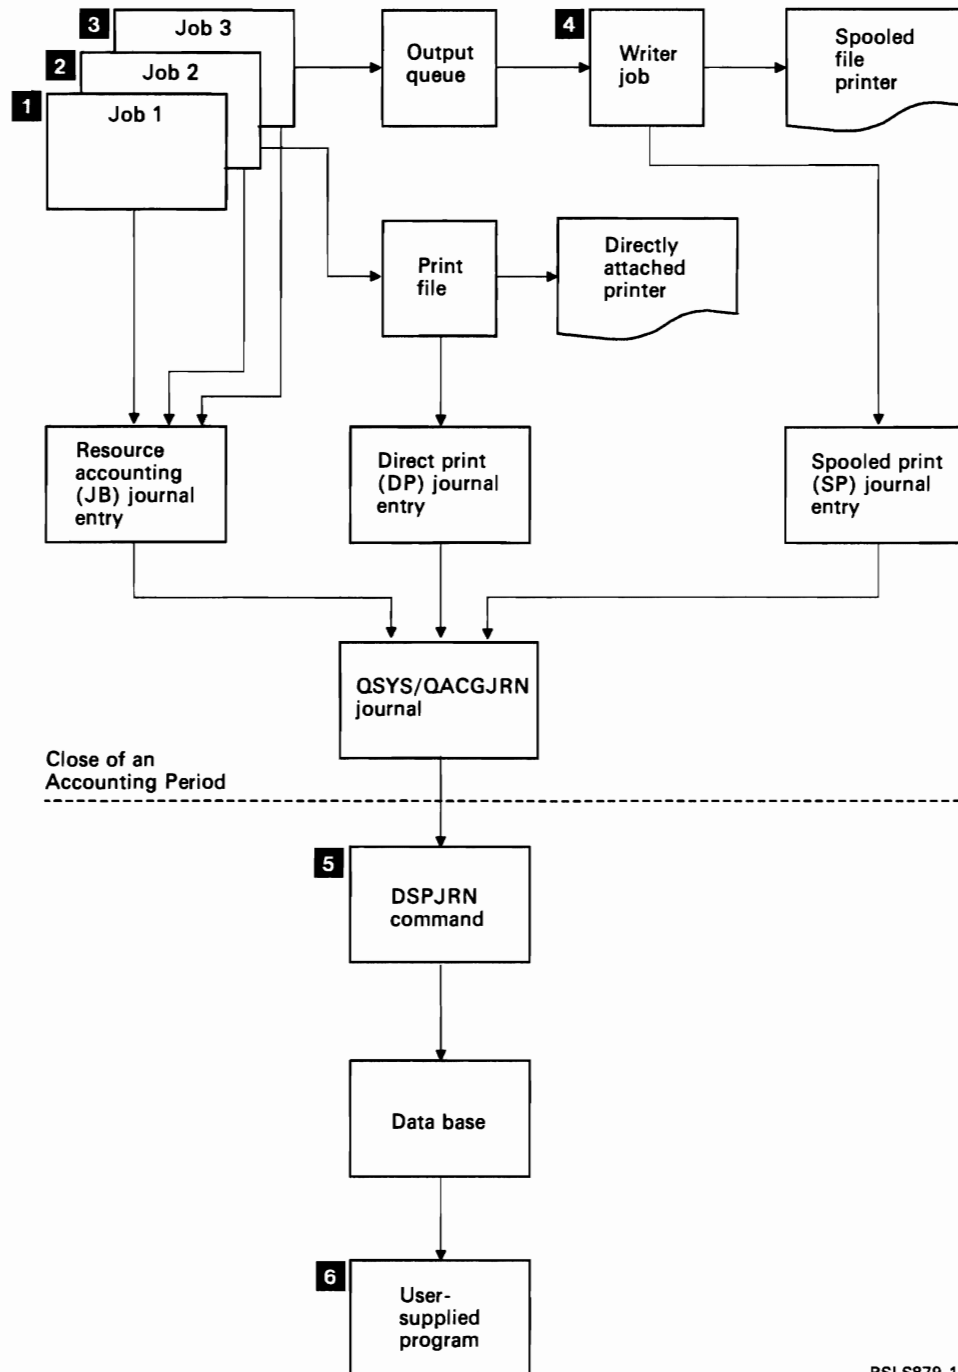 3
Job 3
2
Job 2
1
Job 1
Output
queue
4
Writer
job
Spooled
file
printer
Print
file
Directly
attached
printer
Resource
accounting
(JB) journal
entry
Direct print
(DP) journal
entry
Spooled print
(SP) journal
entry
QSYS/QACGJRN
journal
Close of an
Accounting Period
5
DSPJRN
command
Data base
6
User-
supplied
program